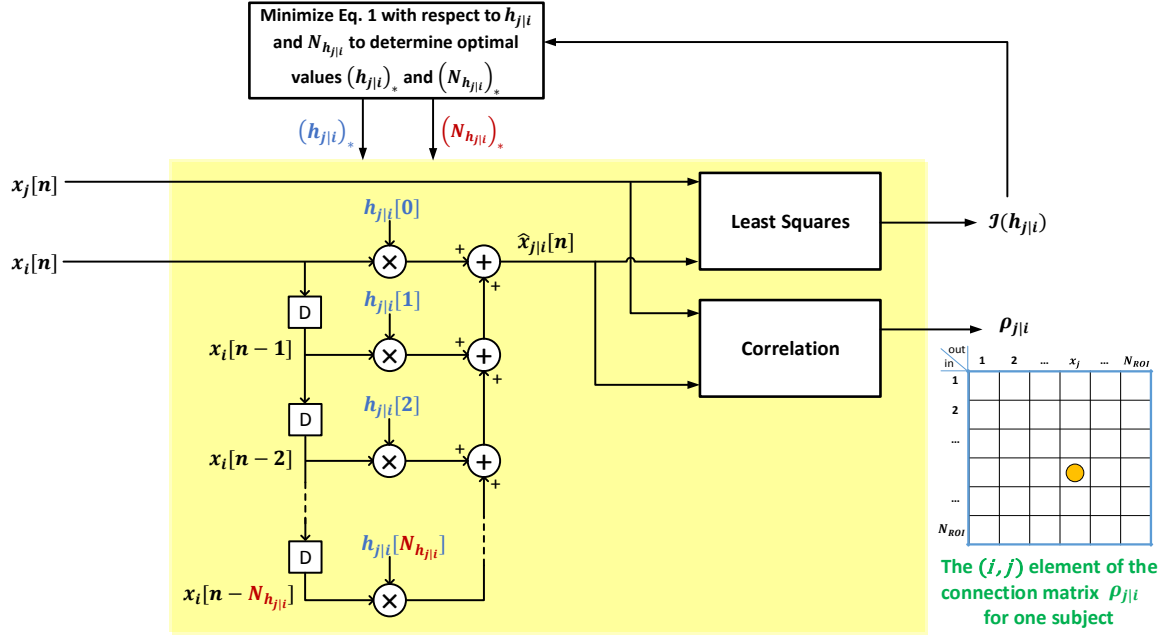 Minimize Eq. 1 with respect to h_{j|i}
and N_{h_{j|i}} to determine optimal
values (h_{j|i})_* and (N_{h_{j|i}})_*
(h_{j|i})_*
(N_{h_{j|i}})_*
x_j[n]
x_i[n]
h_{j|i}[0]
×
+
+
+
x̂_{j|i}[n]
Least Squares
𝒥(h_{j|i})
D
h_{j|i}[1]
x_i[n − 1]
×
+
+
+
Correlation
ρ_{j|i}
D
h_{j|i}[2]
x_i[n − 2]
×
+
+
+
D
h_{j|i}[N_{h_{j|i}}]
x_i[n − N_{h_{j|i}}]
×
out
in
1 2 ... x_j ... N_{ROI}
1
2
...
...
N_{ROI}
The (i, j) element of the
connection matrix ρ_{j|i}
for one subject